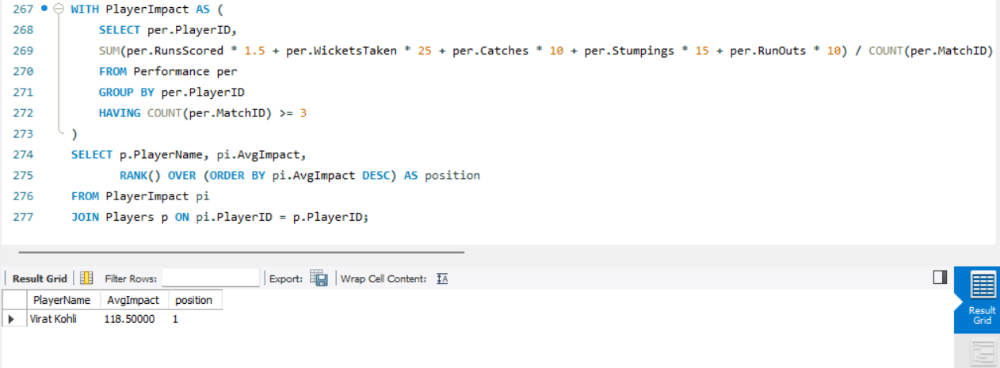 267 WITH PlayerImpact AS (
268 SELECT per.PlayerID,
269 SUM(per.RunsScored * 1.5 + per.WicketsTaken * 25 + per.Catches * 10 + per.Stumpings * 15 + per.RunOuts * 10) / COUNT(per.MatchID)
270 FROM Performance per
271 GROUP BY per.PlayerID
272 HAVING COUNT(per.MatchID) >= 3
273 )
274 SELECT p.PlayerName, pi.AvgImpact,
275 RANK() OVER (ORDER BY pi.AvgImpact DESC) AS position
276 FROM PlayerImpact pi
277 JOIN Players p ON pi.PlayerID = p.PlayerID;
Result Grid Filter Rows: Export: Wrap Cell Content: IA
PlayerName AvgImpact position
Virat Kohli 118.50000 1
Result
Grid